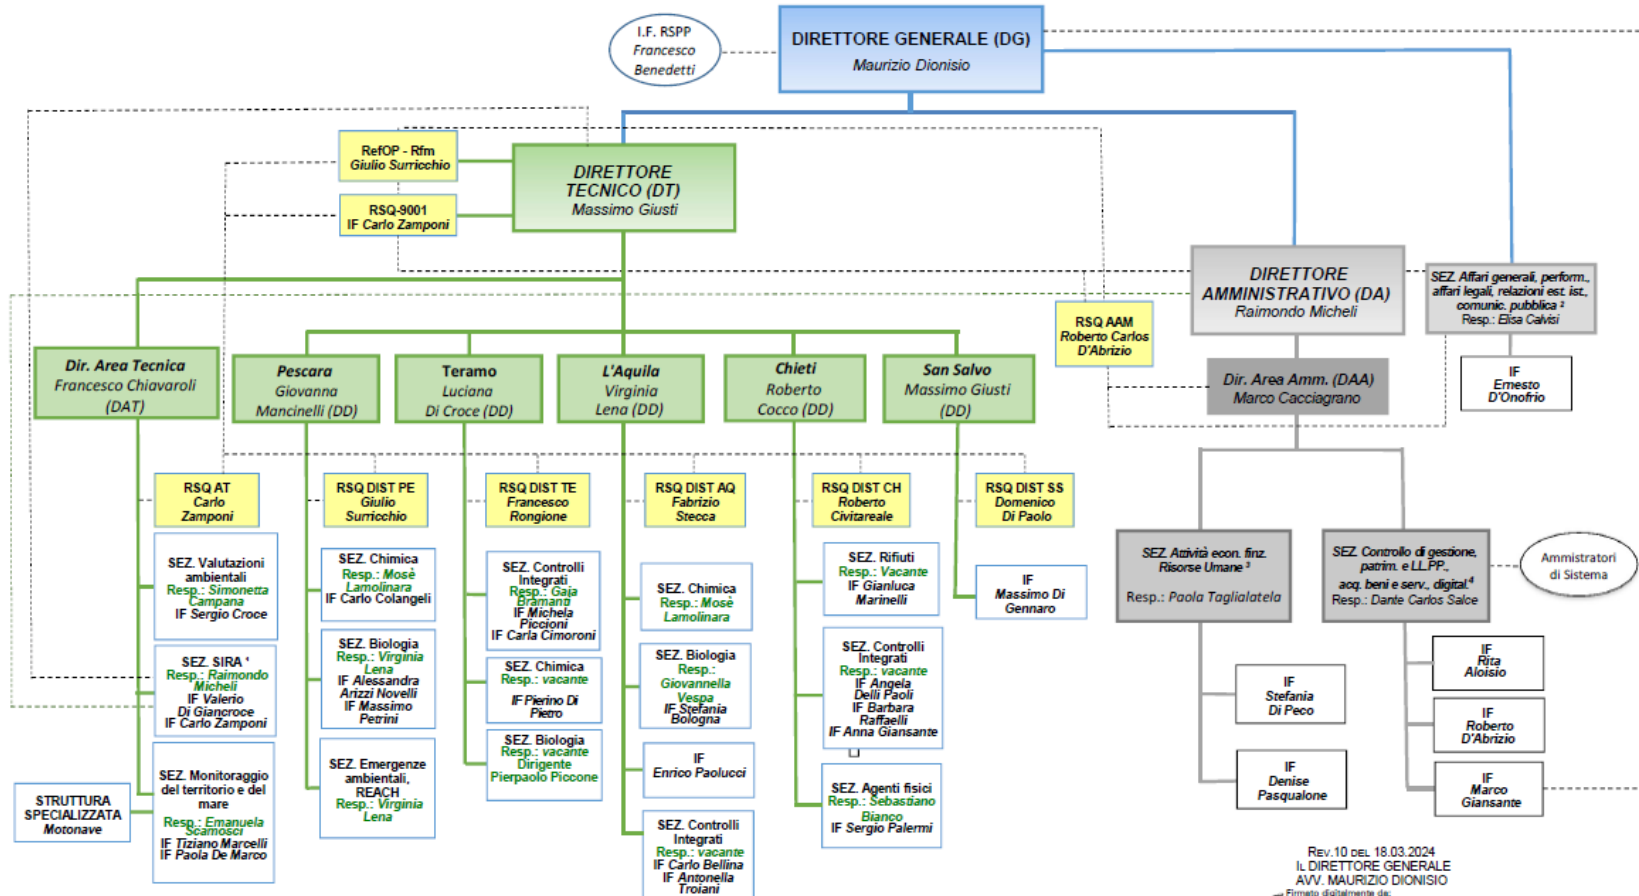 I.F. RSPP
Francesco
Benedetti
DIRETTORE GENERALE (DG)
Maurizio Dionisio
RefOP - Rfm
Giulio Surricchio
RSQ-9001
IF Carlo Zamponi
DIRETTORE
TECNICO (DT)
Massimo Giusti
DIRETTORE
AMMINISTRATIVO (DA)
Raimondo Micheli
SEZ. Affari generali, perform.,
affari legali, relazioni est. ist.,
comunic. pubblica ²
Resp.: Elisa Calvisi
RSQ AAM
Roberto Carlos
D'Abrizio
Dir. Area Amm. (DAA)
Marco Cacciagrano
IF
Ernesto
D'Onofrio
Dir. Area Tecnica
Francesco Chiavaroli
(DAT)
Pescara
Giovanna
Mancinelli (DD)
Teramo
Luciana
Di Croce (DD)
L'Aquila
Virginia
Lena (DD)
Chieti
Roberto
Cocco (DD)
San Salvo
Massimo Giusti
(DD)
RSQ AT
Carlo
Zamponi
RSQ DIST PE
Giulio
Surricchio
RSQ DIST TE
Francesco
Rongione
RSQ DIST AQ
Fabrizio
Stecca
RSQ DIST CH
Roberto
Civitareale
RSQ DIST SS
Domenico
Di Paolo
SEZ. Valutazioni
ambientali
Resp.: Simonetta
Campana
IF Sergio Croce
SEZ. SIRA ¹
Resp.: Raimondo
Micheli
IF Valerio
Di Giancroce
IF Carlo Zamponi
SEZ. Monitoraggio
del territorio e del
mare
Resp.: Emanuela
Scamosci
IF Tiziano Marcelli
IF Paola De Marco
STRUTTURA
SPECIALIZZATA
Motonave
SEZ. Chimica
Resp.: Mosè
Lamolinara
IF Carlo Colangeli
SEZ. Biologia
Resp.: Virginia
Lena
IF Alessandra
Arizzi Novelli
IF Massimo
Petrini
SEZ. Emergenze
ambientali,
REACH
Resp.: Virginia
Lena
SEZ. Controlli
Integrati
Resp.: Gaja
Bramanti
IF Michela
Piccioni
IF Carla Cimoroni
SEZ. Chimica
Resp.: vacante
IF Pierino Di
Pietro
SEZ. Biologia
Resp.: vacante
Dirigente
Pierpaolo Piccone
SEZ. Chimica
Resp.: Mosè
Lamolinara
SEZ. Biologia
Resp.:
Giovannella
Vespa
IF Stefania
Bologna
IF
Enrico Paolucci
SEZ. Controlli
Integrati
Resp.: vacante
IF Carlo Bellina
IF Antonella
Troiani
SEZ. Rifiuti
Resp.: Vacante
IF Gianluca
Marinelli
SEZ. Controlli
Integrati
Resp.: vacante
IF Angela
Delli Paoli
IF Barbara
Raffaelli
IF Anna Giansante
SEZ. Agenti fisici
Resp.: Sebastiano
Bianco
IF Sergio Palermi
IF
Massimo Di
Gennaro
SEZ. Attività econ. finz.
Risorse Umane ³
Resp.: Paola Taglialatela
SEZ. Controllo di gestione,
patrim. e LL.PP.,
acq. beni e serv., digital.⁴
Resp.: Dante Carlos Salce
Ammistratori
di Sistema
IF
Stefania
Di Peco
IF
Denise
Pasqualone
IF
Rita
Aloisio
IF
Roberto
D'Abrizio
IF
Marco
Giansante
REV.10 DEL 18.03.2024
IL DIRETTORE GENERALE
AVV. MAURIZIO DIONISIO
Firmato digitalmente da: